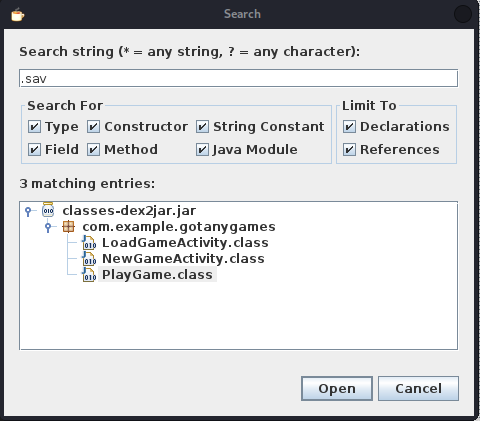 Search
Search string (* = any string, ? = any character):
.sav
Search For
Limit To
Type Constructor String Constant
Declarations
Field Method Java Module
References
3 matching entries:
classes-dex2jar.jar
com.example.gotanygames
LoadGameActivity.class
NewGameActivity.class
PlayGame.class
Open
Cancel